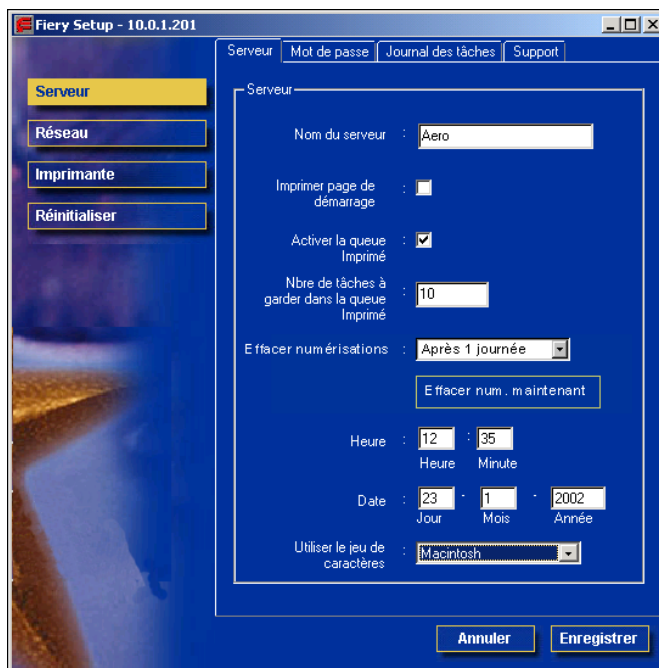 Fiery Setup - 10.0.1.201
Serveur
Réseau
Imprimante
Réinitialiser
Serveur
Mot de passe
Journal des tâches
Support
Serveur
Nom du serveur : Aero
Imprimer page de
démarrage :
Activer la queue
Imprimé :
Nbre de tâches à
garder dans la queue : 10
Imprimé
Effacer numérisations : Après 1 journée
Effacer num. maintenant
Heure : 12 : 35
Heure Minute
Date : 23 - 1 - 2002
Jour Mois Année
Utiliser le jeu de
caractères : Macintosh
Annuler
Enregistrer